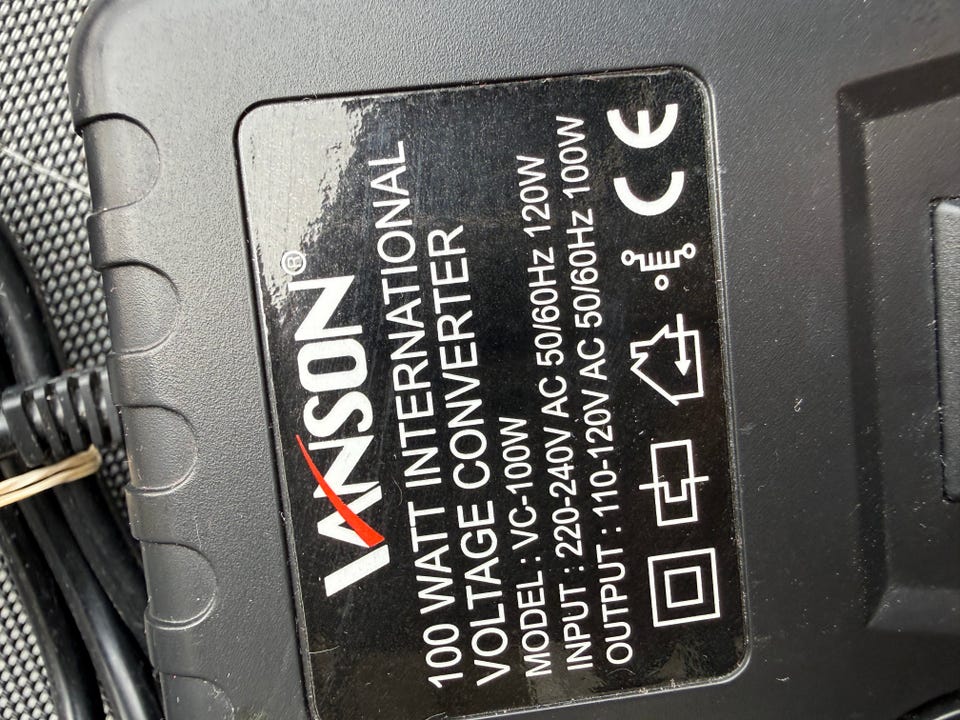 VANSON®
100 WATT INTERNATIONAL
VOLTAGE CONVERTER
MODEL : VC-100W
INPUT : 220-240V AC 50/60Hz 120W
OUTPUT : 110-120V AC 50/60Hz 100W
CE